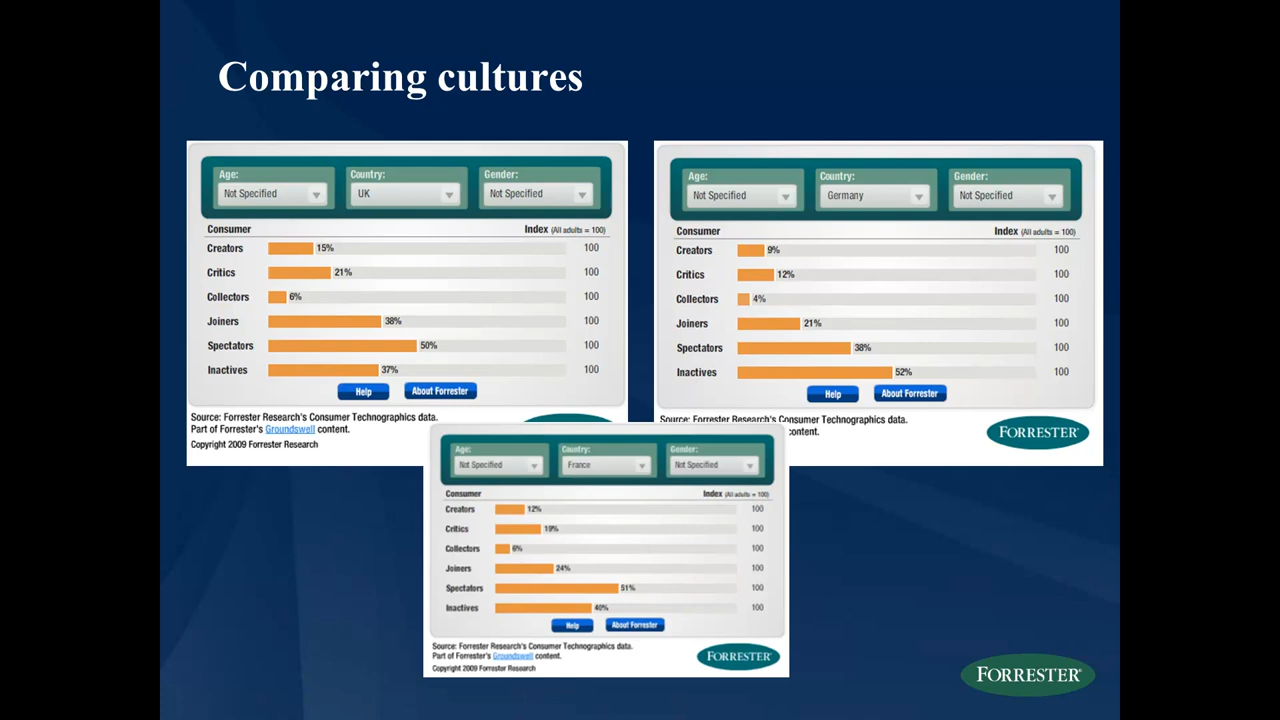 Comparing cultures
Age: Country: Gender:
Not Specified UK Not Specified
Consumer Index (All adults = 100)
Creators 15% 100
Critics 21% 100
Collectors 6% 100
Joiners 38% 100
Spectators 50% 100
Inactives 37% 100
Help About Forrester
Source: Forrester Research's Consumer Technographics data.
Part of Forrester's Groundswell content.
Copyright 2009 Forrester Research
Age: Country: Gender:
Not Specified Germany Not Specified
Consumer Index (All adults = 100)
Creators 9% 100
Critics 12% 100
Collectors 4% 100
Joiners 21% 100
Spectators 38% 100
Inactives 52% 100
Help About Forrester
Source: Forrester Research's Consumer Technographics data.
content.
FORRESTER®
Age: Country: Gender:
Not Specified France Not Specified
Consumer Index (All adults = 100)
Creators 12% 100
Critics 19% 100
Collectors 6% 100
Joiners 24% 100
Spectators 51% 100
Inactives 40% 100
Help About Forrester
Source: Forrester Research's Consumer Technographics data.
Part of Forrester's Groundswell content.
Copyright 2009 Forrester Research
FORRESTER®
FORRESTER®